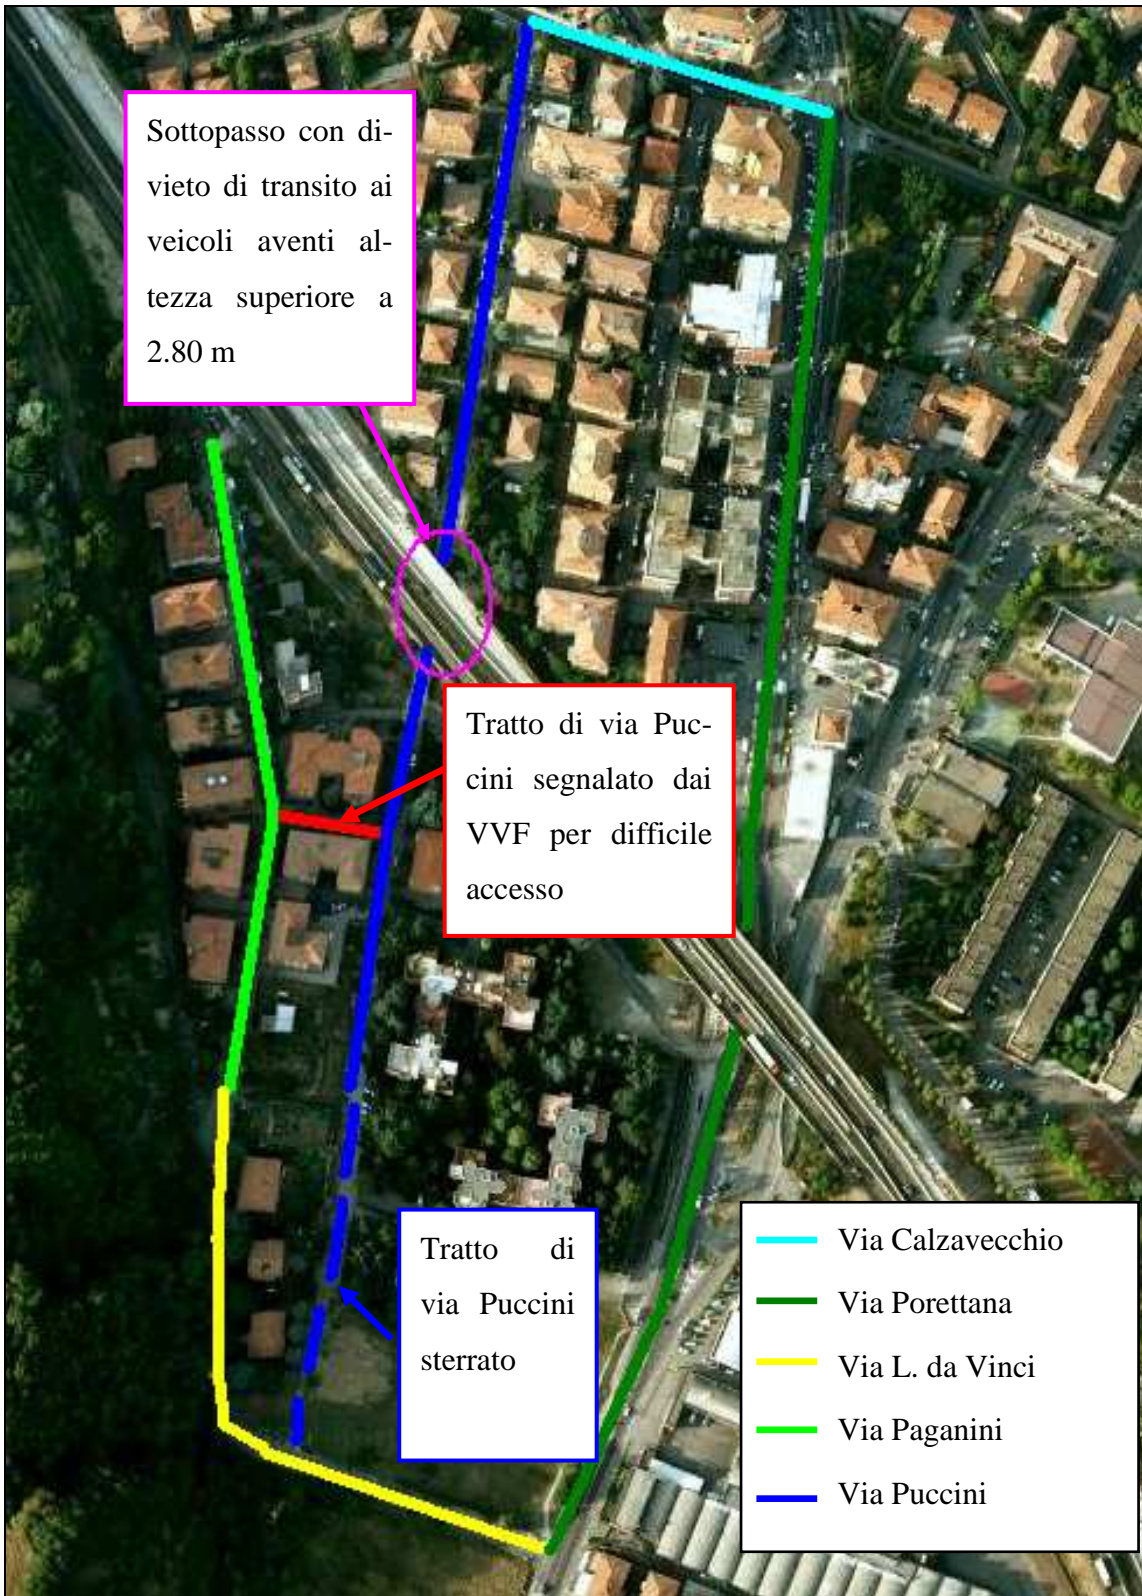 Sottopasso con di-
vieto di transito ai
veicoli aventi al-
tezza superiore a
2.80 m
Tratto di via Puc-
cini segnalato dai
VVF per difficile
accesso
Tratto di
via Puccini
sterrato
Via Calzavecchio
Via Porettana
Via L. da Vinci
Via Paganini
Via Puccini